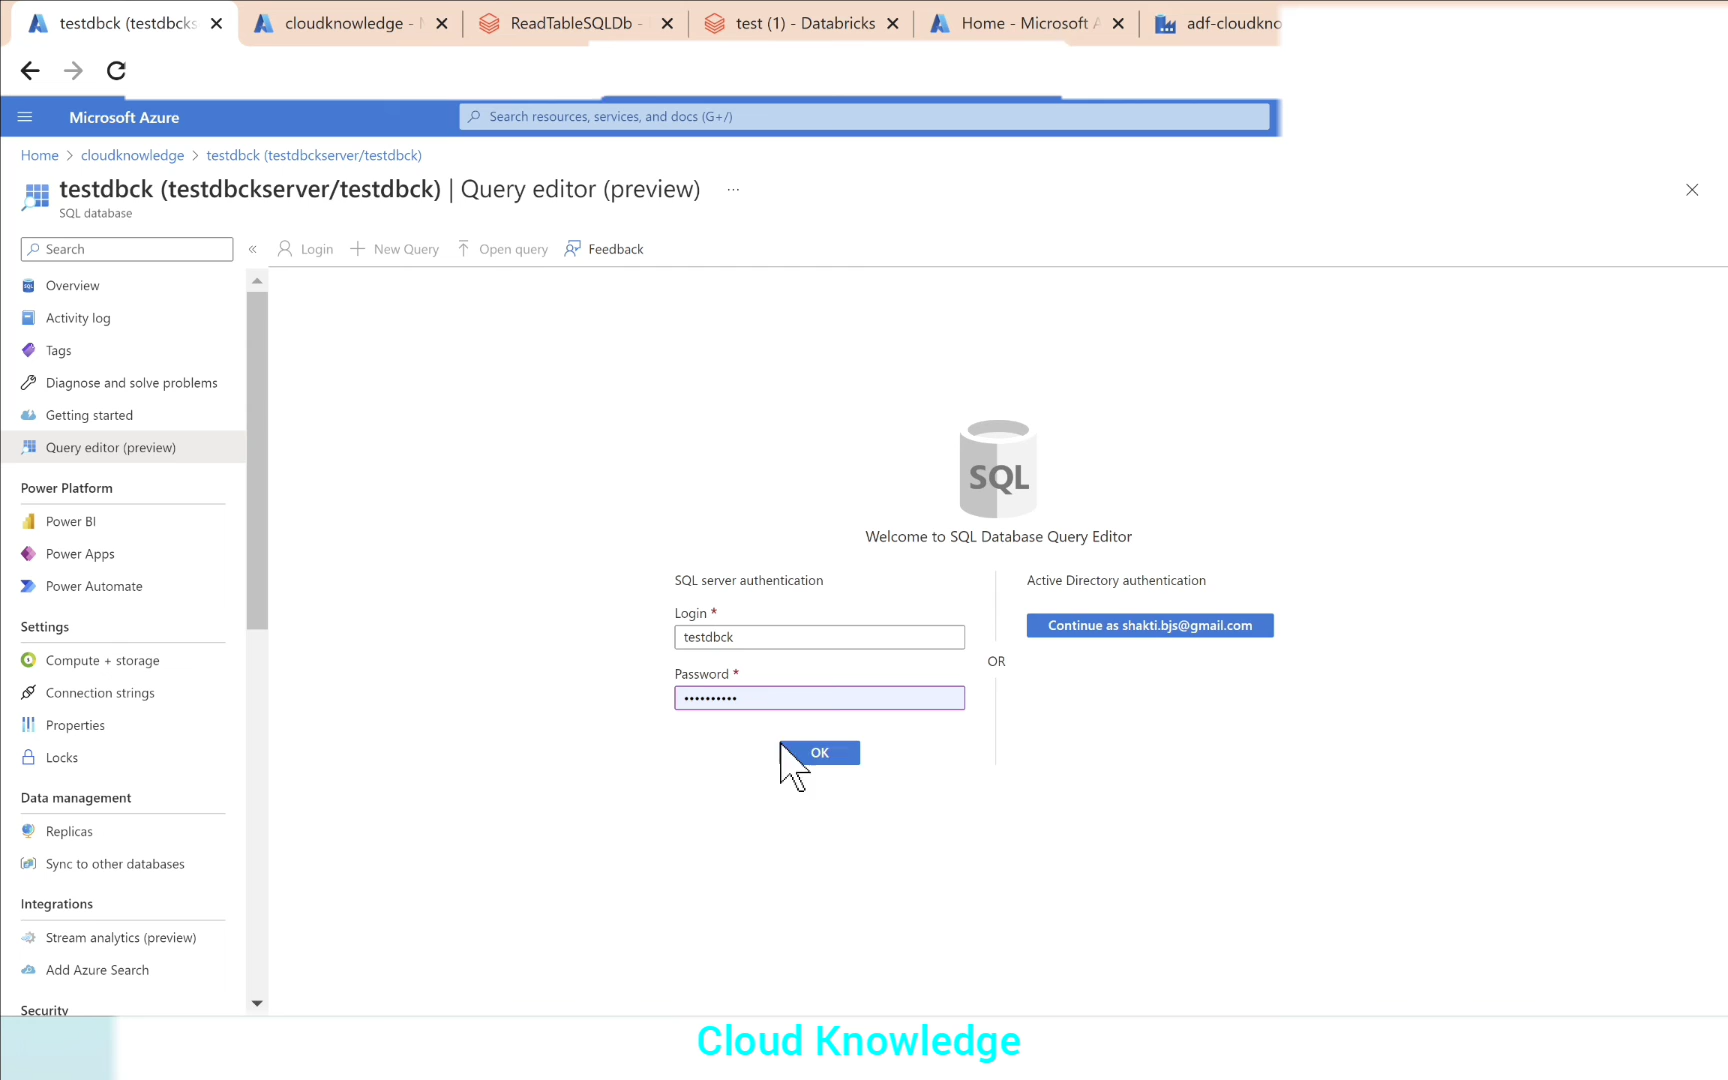 testdbck (testdbcks
cloudknowledge -
ReadTableSQLDb -
test (1) - Databricks
Home - Microsoft A
adf-cloudkno
Microsoft Azure
Search resources, services, and docs (G+/)
Home > cloudknowledge > testdbck (testdbckserver/testdbck)
testdbck (testdbckserver/testdbck) | Query editor (preview) ...
SQL database
Search
Login
New Query
Open query
Feedback
Overview
Activity log
Tags
Diagnose and solve problems
Getting started
Query editor (preview)
Power Platform
Power BI
Power Apps
Power Automate
Settings
Compute + storage
Connection strings
Properties
Locks
Data management
Replicas
Sync to other databases
Integrations
Stream analytics (preview)
Add Azure Search
Security
SQL
Welcome to SQL Database Query Editor
SQL server authentication
Login *
testdbck
Password *
••••••••••
OK
OR
Active Directory authentication
Continue as shakti.bjs@gmail.com
Cloud Knowledge